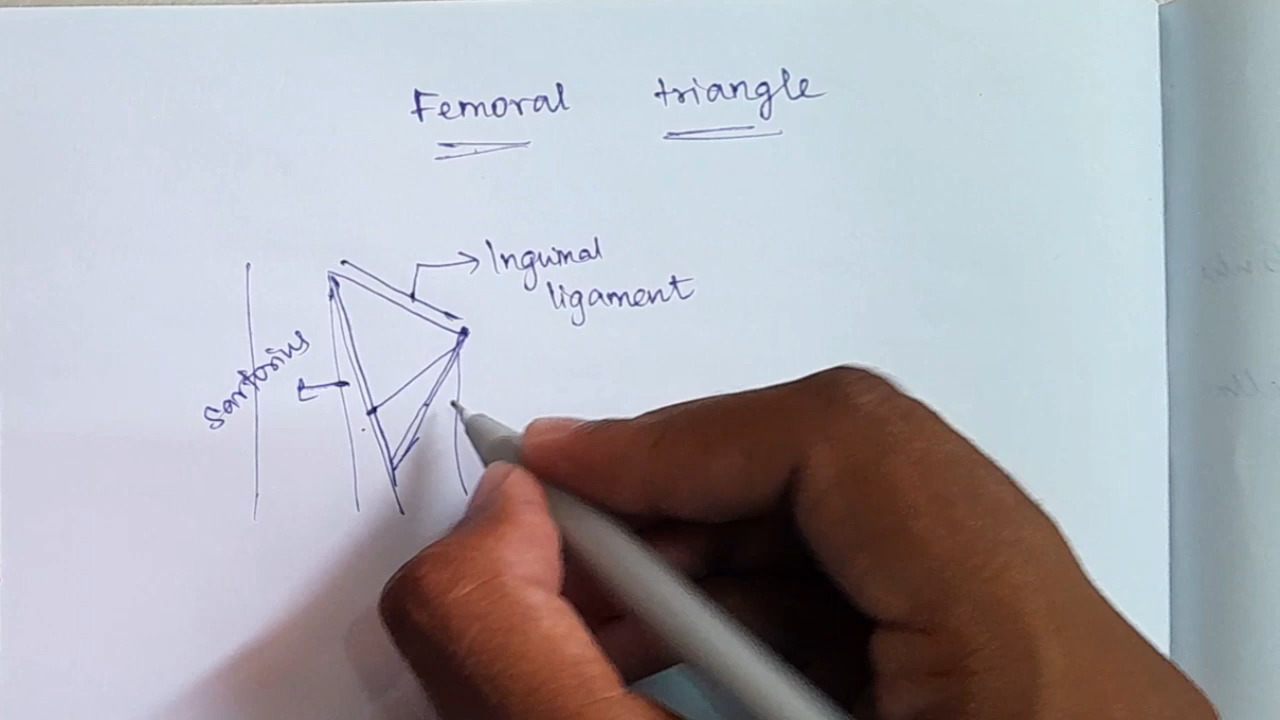 Femoral triangle
Inguinal
ligament
Sartorius